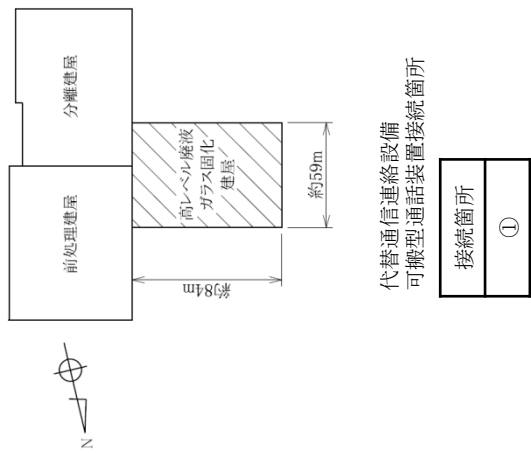 前処理建屋
分離建屋
高レベル廃液
ガラス固化
建屋
約84m
約59m
N
代替通信連絡設備
可搬型通話装置接続箇所
接続箇所
①